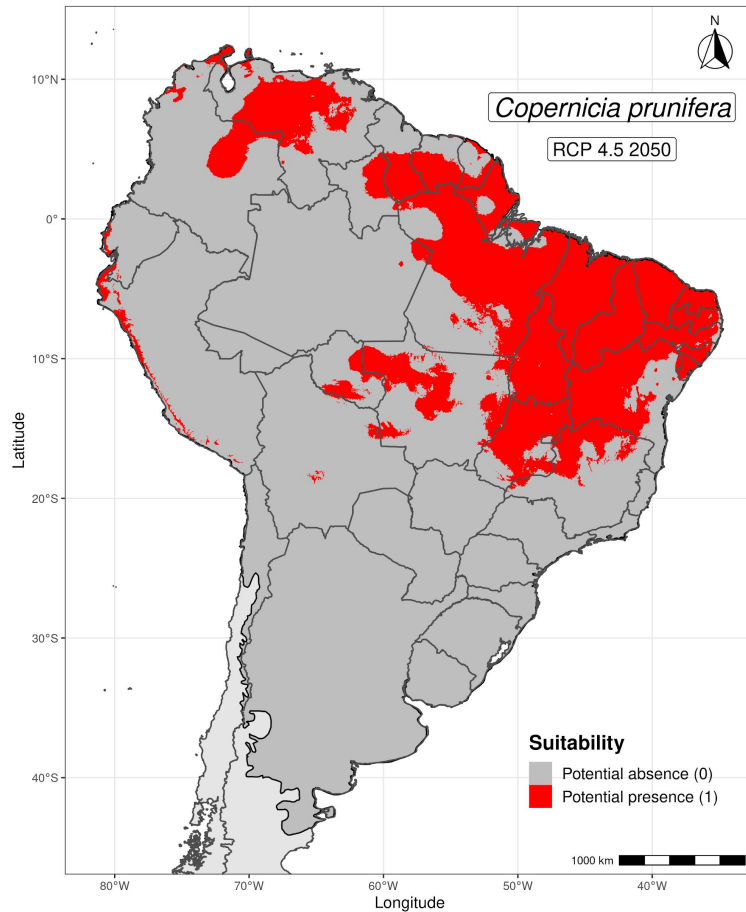 N
Copernicia prunifera
RCP 4.5 2050
10°N
0°
10°S
20°S
30°S
40°S
Latitude
Suitability
Potential absence (0)
Potential presence (1)
1000 km
80°W
70°W
60°W
50°W
40°W
Longitude